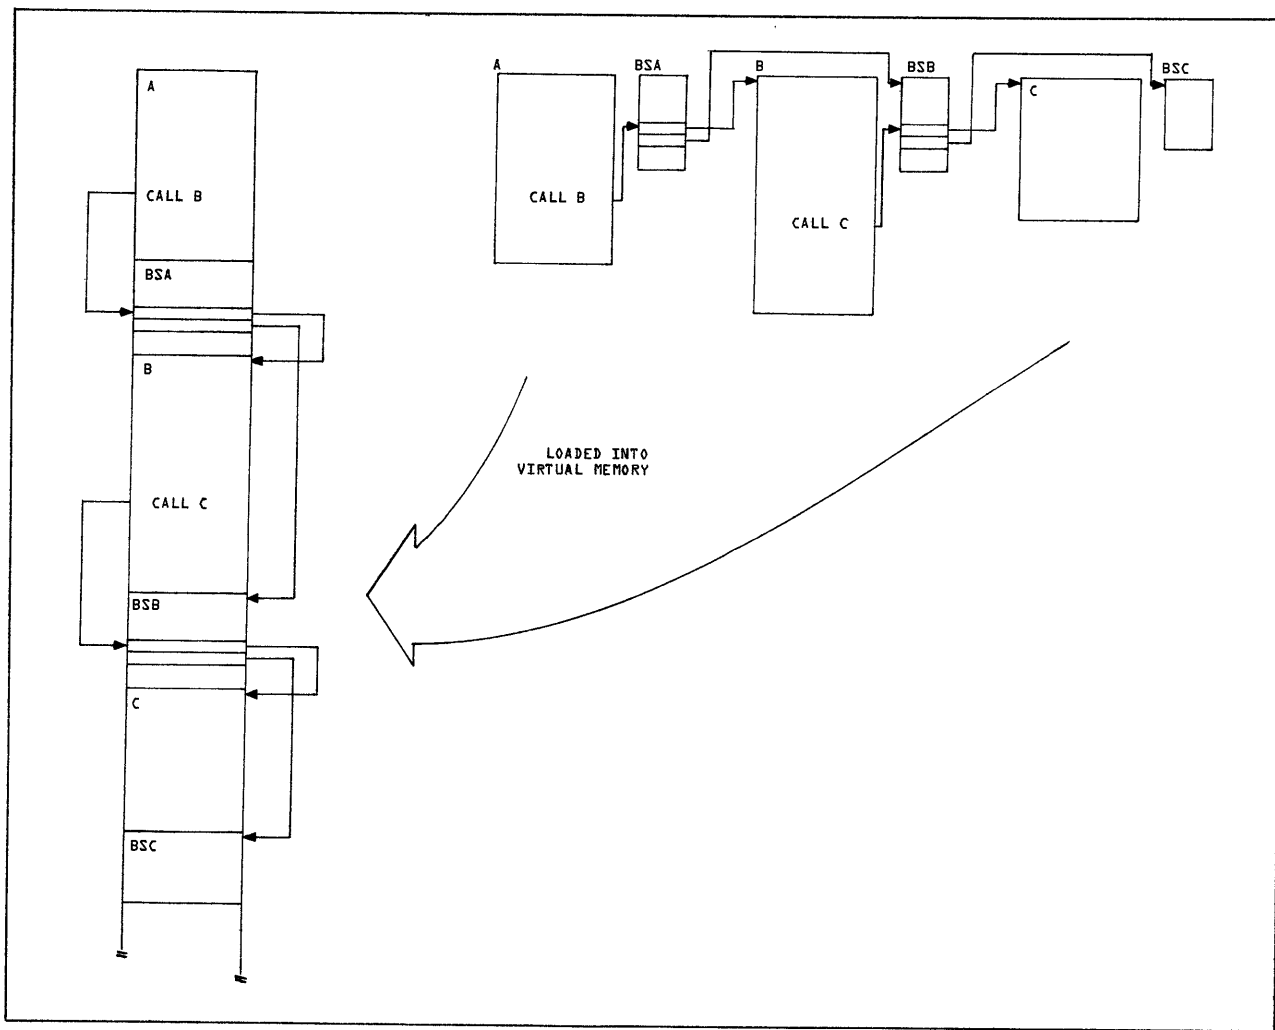 A
CALL B
BSA
B
CALL C
BSB
C
BSC
A
BSA
CALL B
B
CALL C
BSB
C
BSC
LOADED INTO
VIRTUAL MEMORY